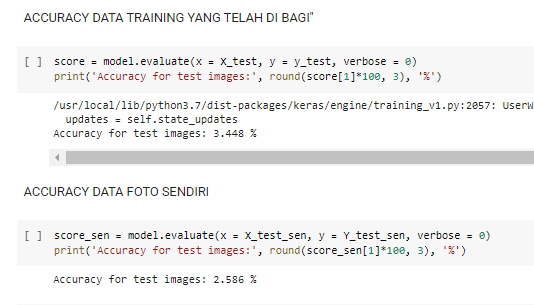 ACCURACY DATA TRAINING YANG TELAH DI BAGI"
[ ] score = model.evaluate(x = X_test, y = y_test, verbose = 0)
print('Accuracy for test images:', round(score[1]*100, 3), '%')
/usr/local/lib/python3.7/dist-packages/keras/engine/training_v1.py:2057: UserW
updates = self.state_updates
Accuracy for test images: 3.448 %
ACCURACY DATA FOTO SENDIRI
[ ] score_sen = model.evaluate(x = X_test_sen, y = Y_test_sen, verbose = 0)
print('Accuracy for test images:', round(score_sen[1]*100, 3), '%')
Accuracy for test images: 2.586 %